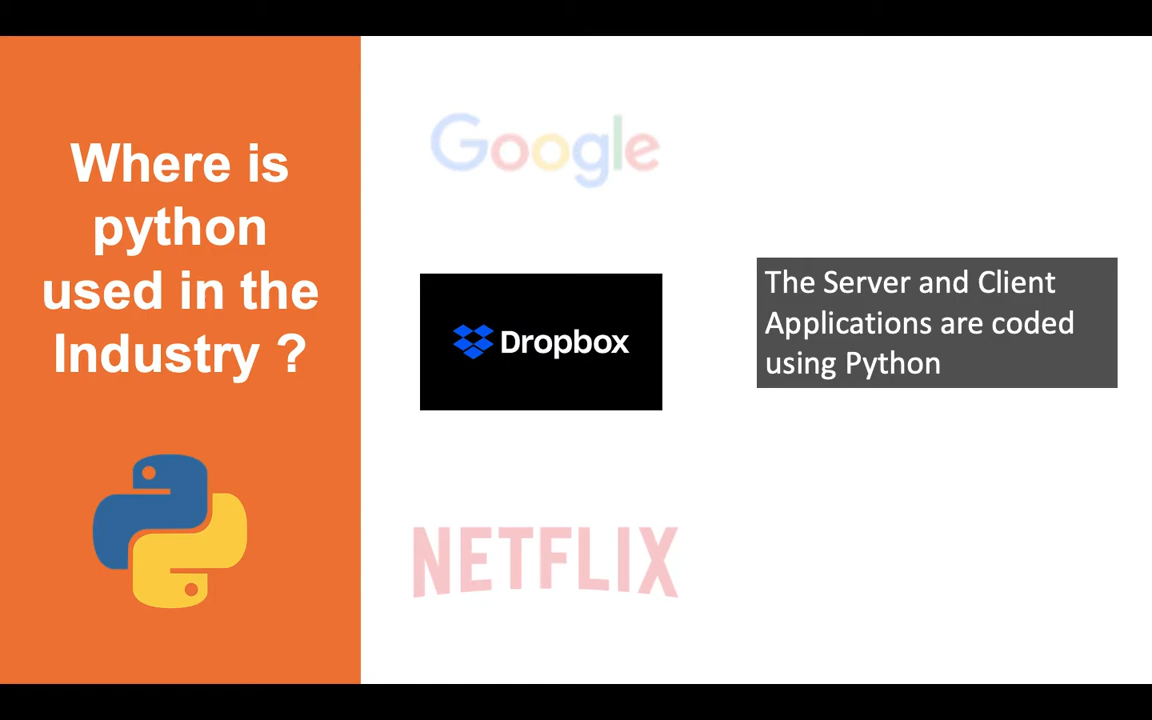 Where is
python
used in the
Industry ?
Google
Dropbox
The Server and Client
Applications are coded
using Python
NETFLIX